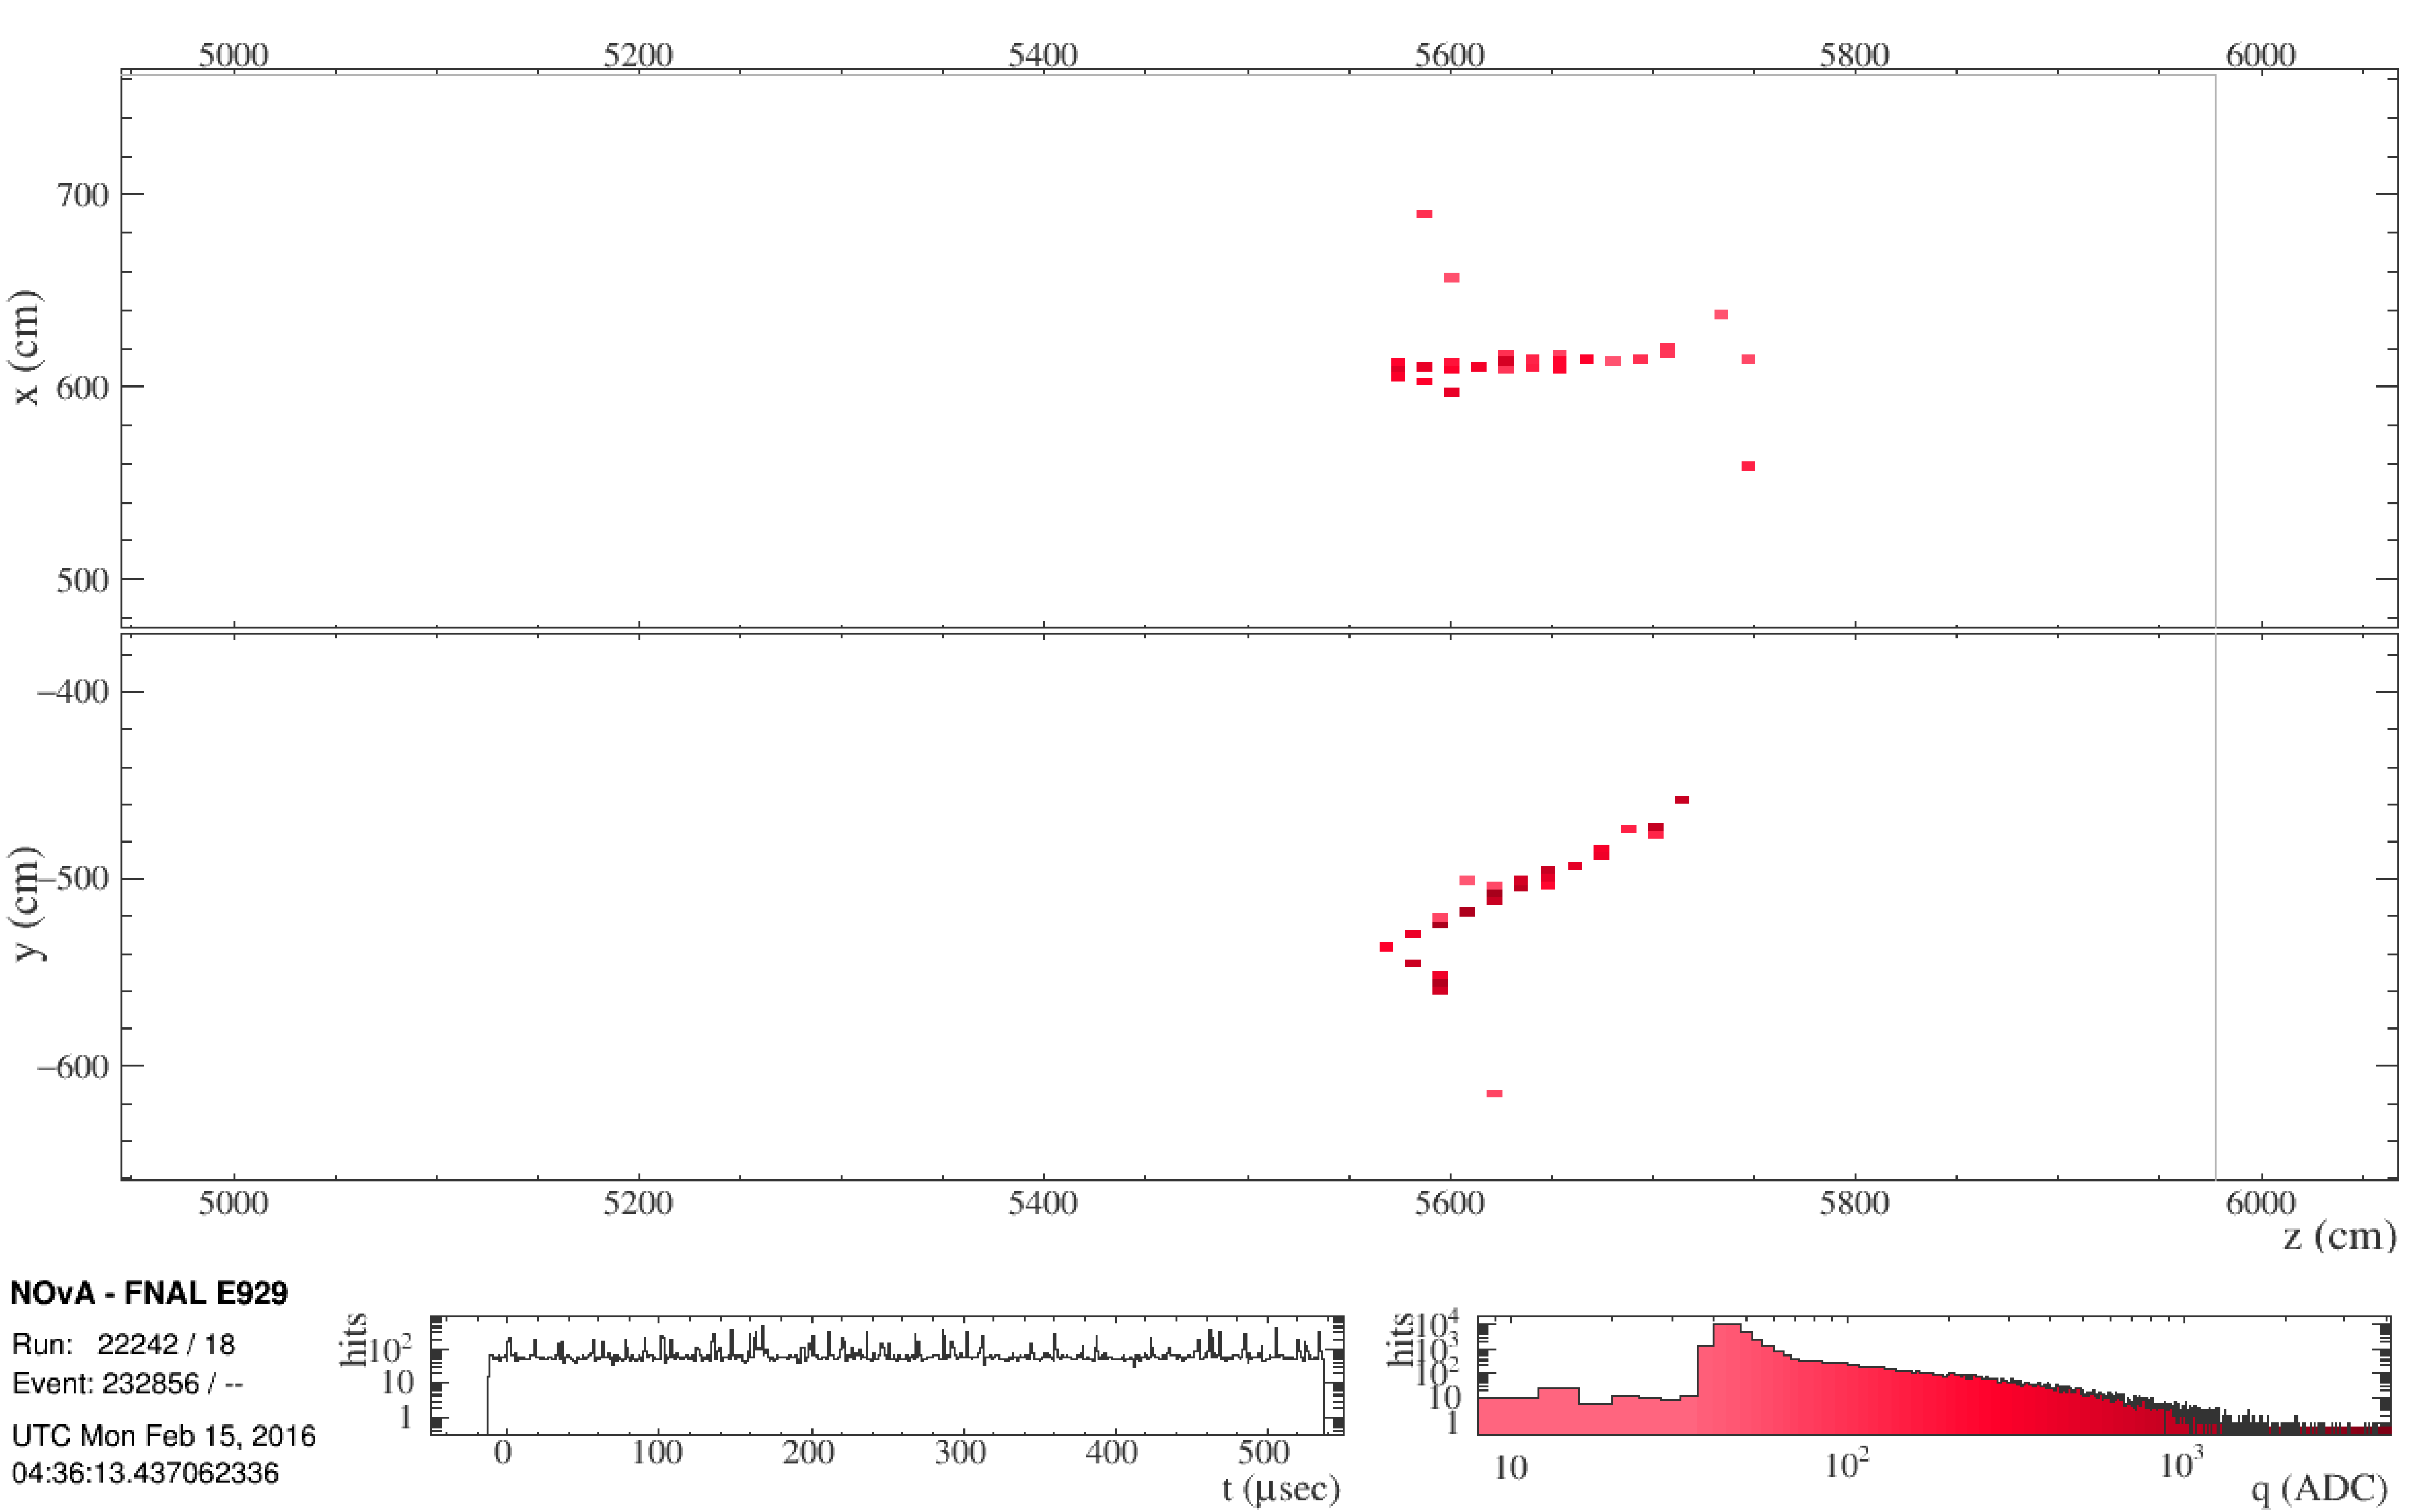 5000 5200 5400 5600 5800 6000
700
600
500
x (cm)
−400
−500
−600
y (cm)
5000 5200 5400 5600 5800 6000
z (cm)
NOvA - FNAL E929
Run: 22242 / 18
Event: 232856 / --
UTC Mon Feb 15, 2016
04:36:13.437062336
hits
10²
10
1
0 100 200 300 400 500
t (μsec)
hits
10⁴
10³
10²
10
1
10 10² 10³
q (ADC)